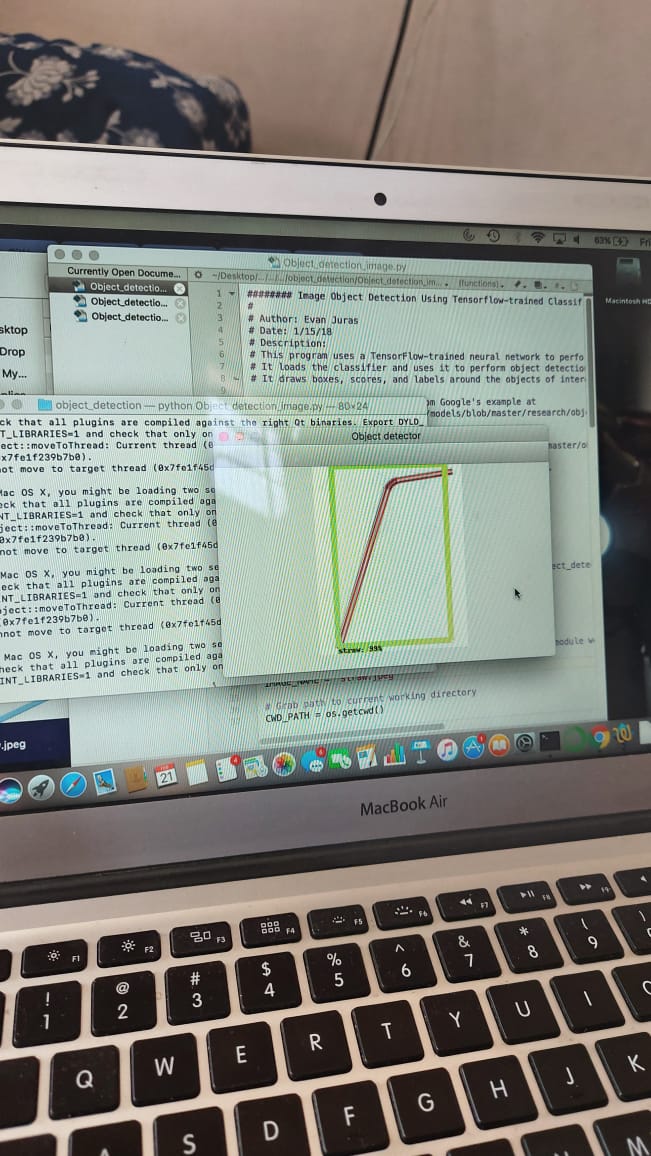 63%
Fri
Object_detection_image.py
Currently Open Docume...
~/Desktop/.../.../object_detection/Object_detection_im...
(functions)
Object_detectio...
Object_detectio...
Object_detectio...
Macintosh HD
1 ######## Image Object Detection Using Tensorflow-trained Classif
2 #
3 # Author: Evan Juras
4 # Date: 1/15/18
5 # Description:
6 # This program uses a TensorFlow-trained neural network to perfo
7 # It loads the classifier and uses it to perform object detectio
8 # It draws boxes, scores, and labels around the objects of inter
9
sktop
Drop
My...
object_detection — python Object_detection_image.py — 80×24
m Google's example at
/models/blob/master/research/obj
ck that all plugins are compiled against the right Qt binaries. Export DYLD_
T_LIBRARIES=1 and check that only on
ject::moveToThread: Current thread (0
x7fe1f239b7b0).
not move to target thread (0x7fe1f45d
Mac OS X, you might be loading two se
eck that all plugins are compiled aga
NT_LIBRARIES=1 and check that only on
ject::moveToThread: Current thread (0
0x7fe1f239b7b0).
not move to target thread (0x7fe1f45d
Mac OS X, you might be loading two se
eck that all plugins are compiled aga
INT_LIBRARIES=1 and check that only on
bject::moveToThread: Current thread (0
(0x7fe1f239b7b0).
nnot move to target thread (0x7fe1f45d
Mac OS X, you might be loading two se
heck that all plugins are compiled aga
INT_LIBRARIES=1 and check that only on
Object detector
straw: 99%
master/o
ect_dete
module w
IMAGE_NAME = 'straw.jpeg'
# Grab path to current working directory
CWD_PATH = os.getcwd()
.jpeg
21
MacBook Air
F1 F2 F3 F4 F5 F6 F7 F8 F9
! @ # $ % ^ & * (
1 2 3 4 5 6 7 8 9
Q W E R T Y U I O
S D F G H J K
M